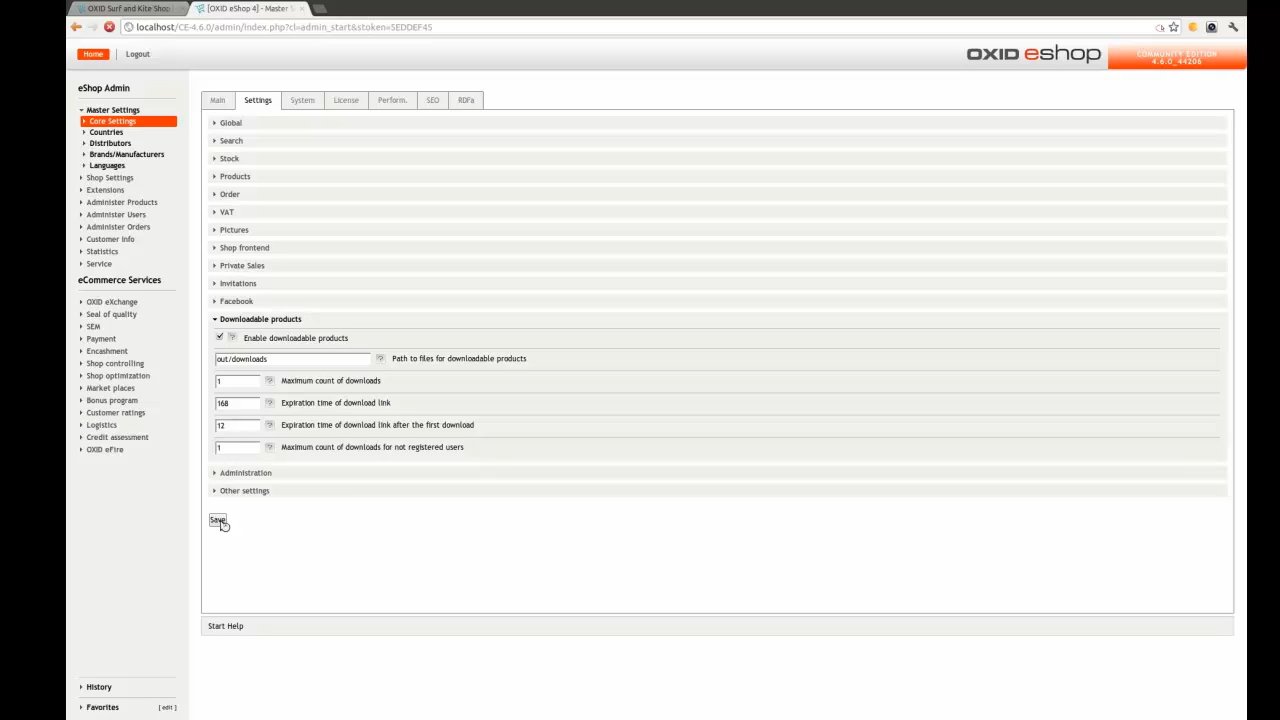 OXID Surf and Kite Shop
[OXID eShop 4] - Master S
localhost/CE-4.6.0/admin/index.php?cl=admin_start&stoken=5EDDEF45
Home
Logout
OXID eshop
COMMUNITY EDITION
4.6.0_44206
eShop Admin
Master Settings
Core Settings
Countries
Distributors
Brands/Manufacturers
Languages
Shop Settings
Extensions
Administer Products
Administer Users
Administer Orders
Customer Info
Statistics
Service
eCommerce Services
OXID eXchange
Seal of quality
SEM
Payment
Encashment
Shop controlling
Shop optimization
Market places
Bonus program
Customer ratings
Logistics
Credit assessment
OXID eFire
History
Favorites [ edit ]
Main Settings System License Perform. SEO RDFa
Global
Search
Stock
Products
Order
VAT
Pictures
Shop frontend
Private Sales
Invitations
Facebook
Downloadable products
? Enable downloadable products
out/downloads ? Path to files for downloadable products
1 ? Maximum count of downloads
168 ? Expiration time of download link
12 ? Expiration time of download link after the first download
1 ? Maximum count of downloads for not registered users
Administration
Other settings
Save
Start Help